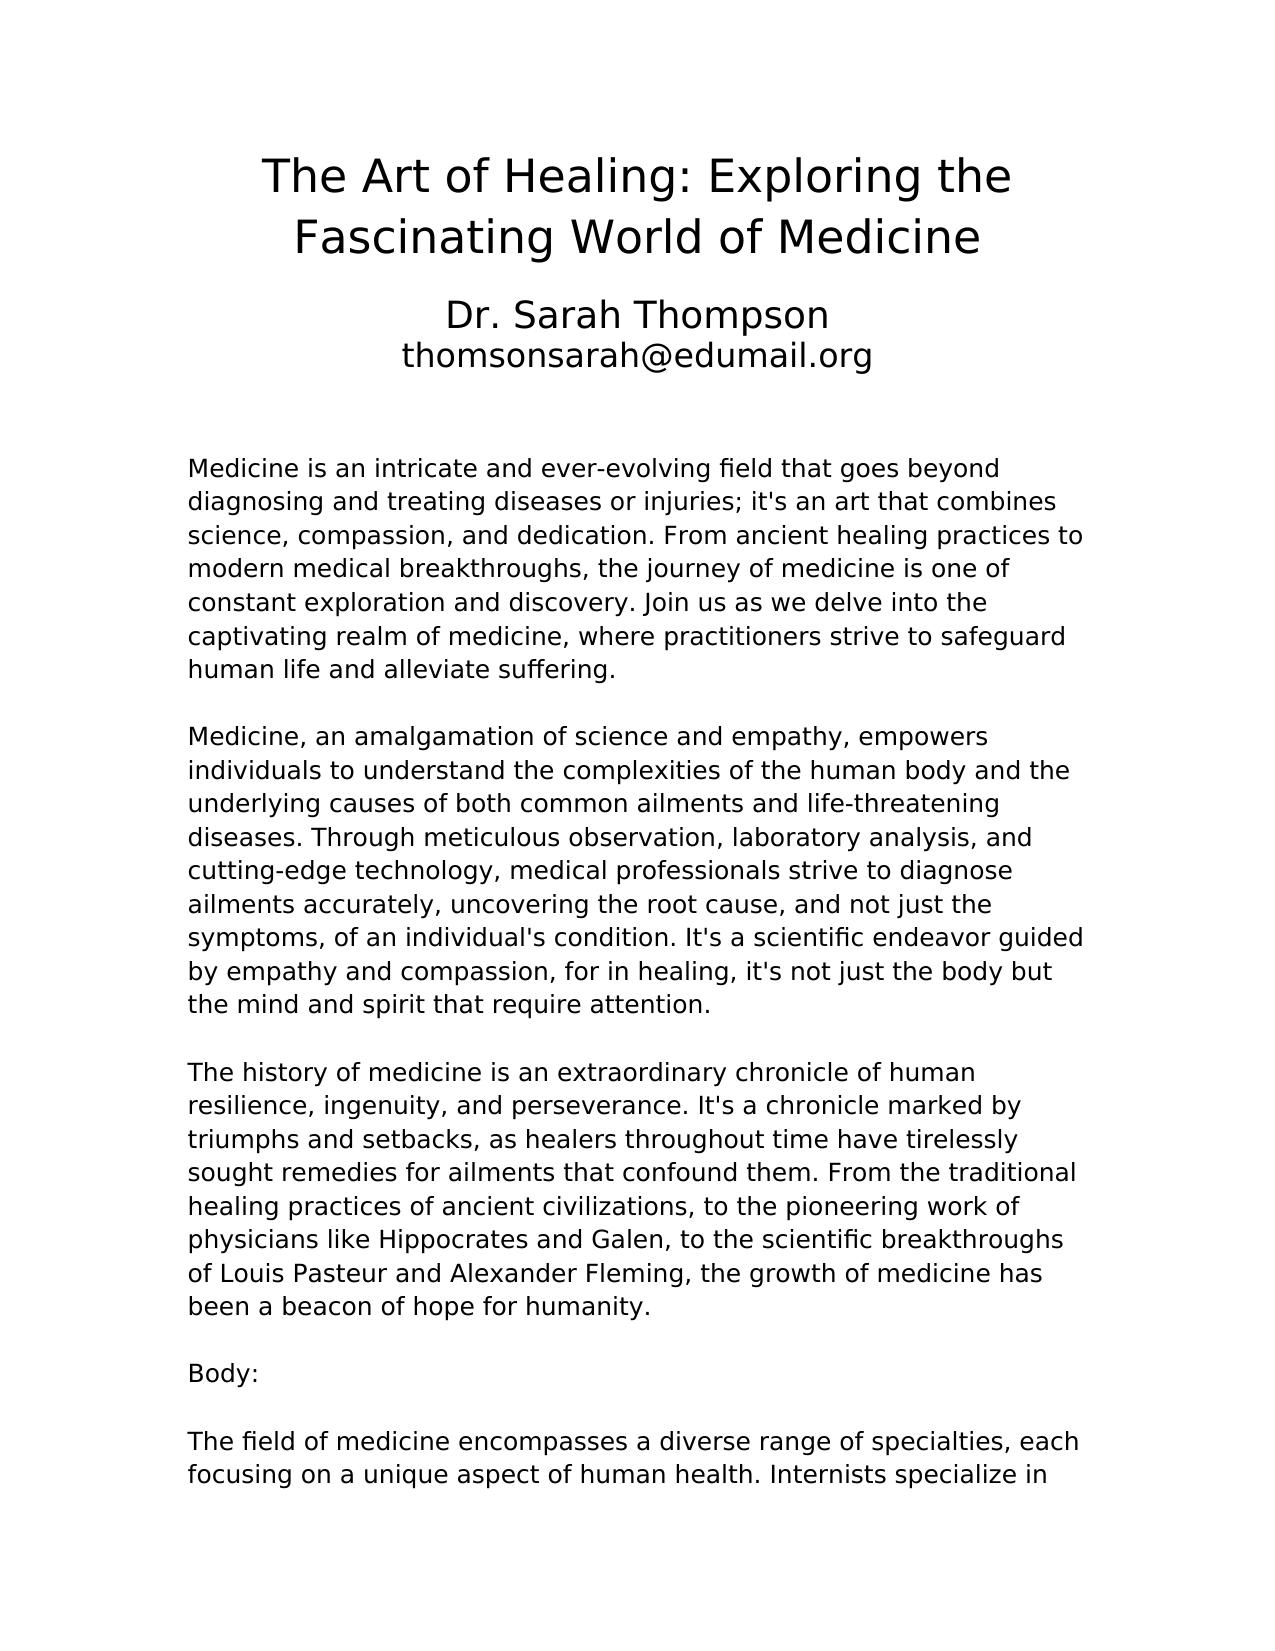 The Art of Healing: Exploring the
Fascinating World of Medicine
Dr. Sarah Thompson
thomsonsarah@edumail.org
Medicine is an intricate and ever-evolving field that goes beyond
diagnosing and treating diseases or injuries; it's an art that combines
science, compassion, and dedication. From ancient healing practices to
modern medical breakthroughs, the journey of medicine is one of
constant exploration and discovery. Join us as we delve into the
captivating realm of medicine, where practitioners strive to safeguard
human life and alleviate suffering.
Medicine, an amalgamation of science and empathy, empowers
individuals to understand the complexities of the human body and the
underlying causes of both common ailments and life-threatening
diseases. Through meticulous observation, laboratory analysis, and
cutting-edge technology, medical professionals strive to diagnose
ailments accurately, uncovering the root cause, and not just the
symptoms, of an individual's condition. It's a scientific endeavor guided
by empathy and compassion, for in healing, it's not just the body but
the mind and spirit that require attention.
The history of medicine is an extraordinary chronicle of human
resilience, ingenuity, and perseverance. It's a chronicle marked by
triumphs and setbacks, as healers throughout time have tirelessly
sought remedies for ailments that confound them. From the traditional
healing practices of ancient civilizations, to the pioneering work of
physicians like Hippocrates and Galen, to the scientific breakthroughs
of Louis Pasteur and Alexander Fleming, the growth of medicine has
been a beacon of hope for humanity.
Body:
The field of medicine encompasses a diverse range of specialties, each
focusing on a unique aspect of human health. Internists specialize in